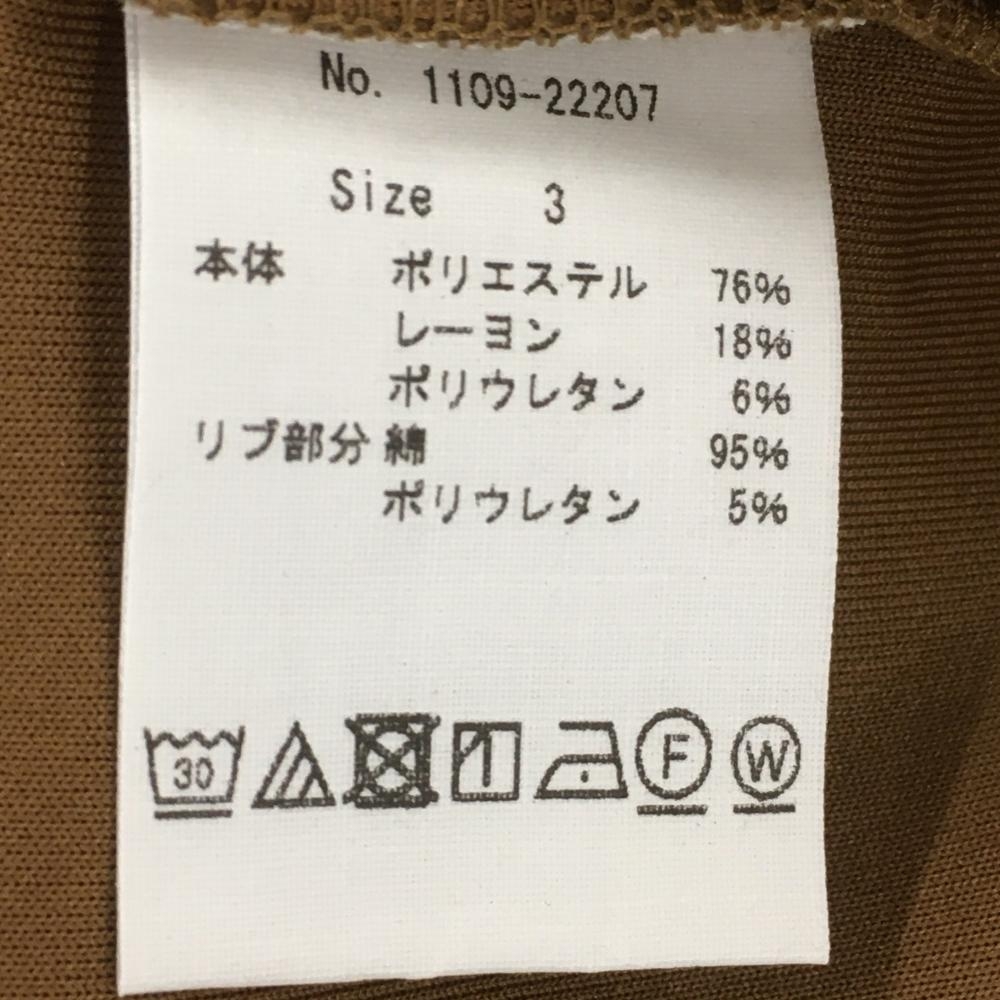 No. 1109-22207
Size 3
本体 ポリエステル 76%
レーヨン 18%
ポリウレタン 6%
リブ部分 綿 95%
ポリウレタン 5%
30 F W